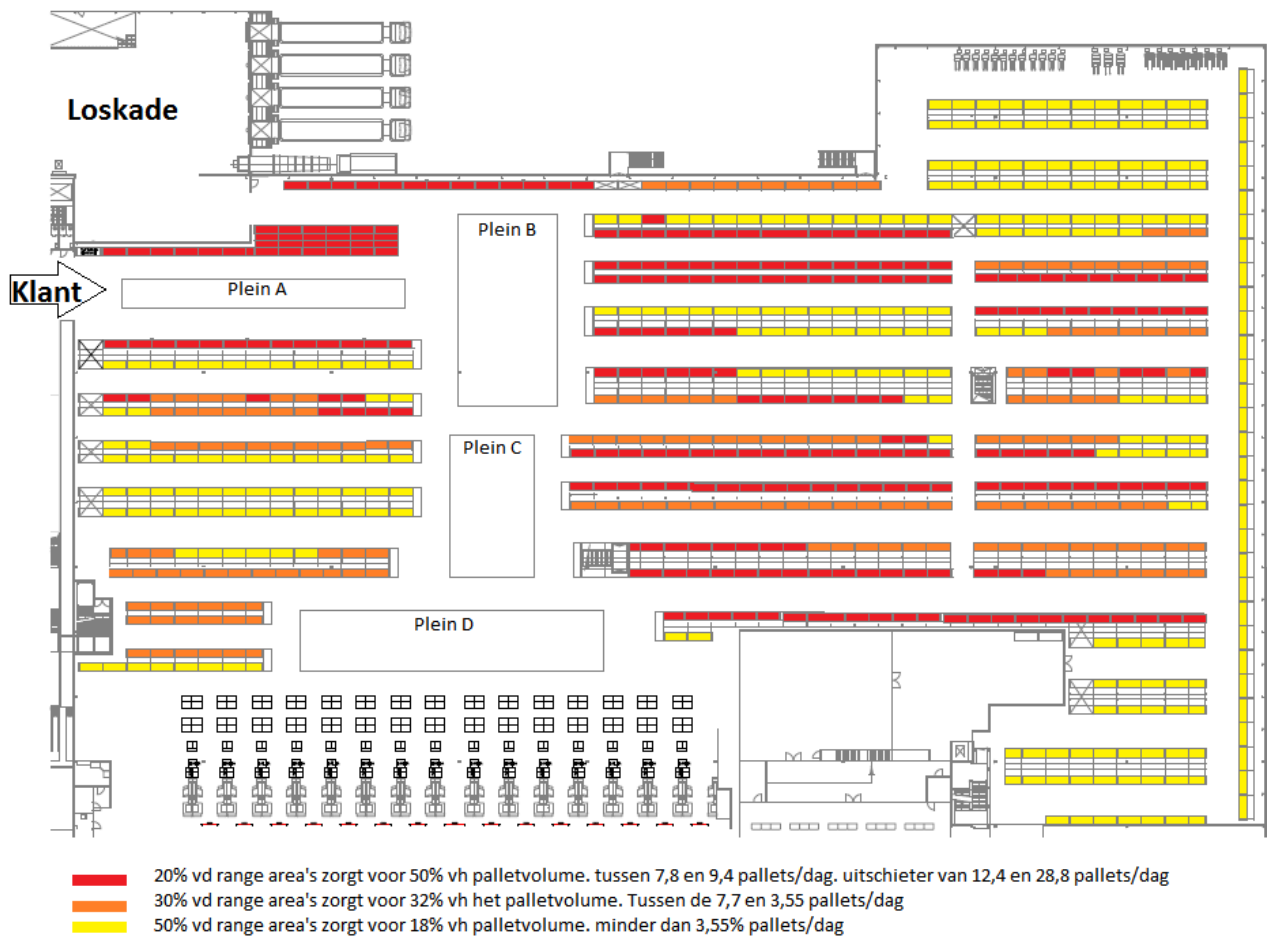 Loskade
Plein B
Klant
Plein A
Plein C
Plein D
20% vd range area's zorgt voor 50% vh palletvolume. tussen 7,8 en 9,4 pallets/dag. uitschieter van 12,4 en 28,8 pallets/dag
30% vd range area's zorgt voor 32% vh het palletvolume. Tussen de 7,7 en 3,55 pallets/dag
50% vd range area's zorgt voor 18% vh palletvolume. minder dan 3,55% pallets/dag